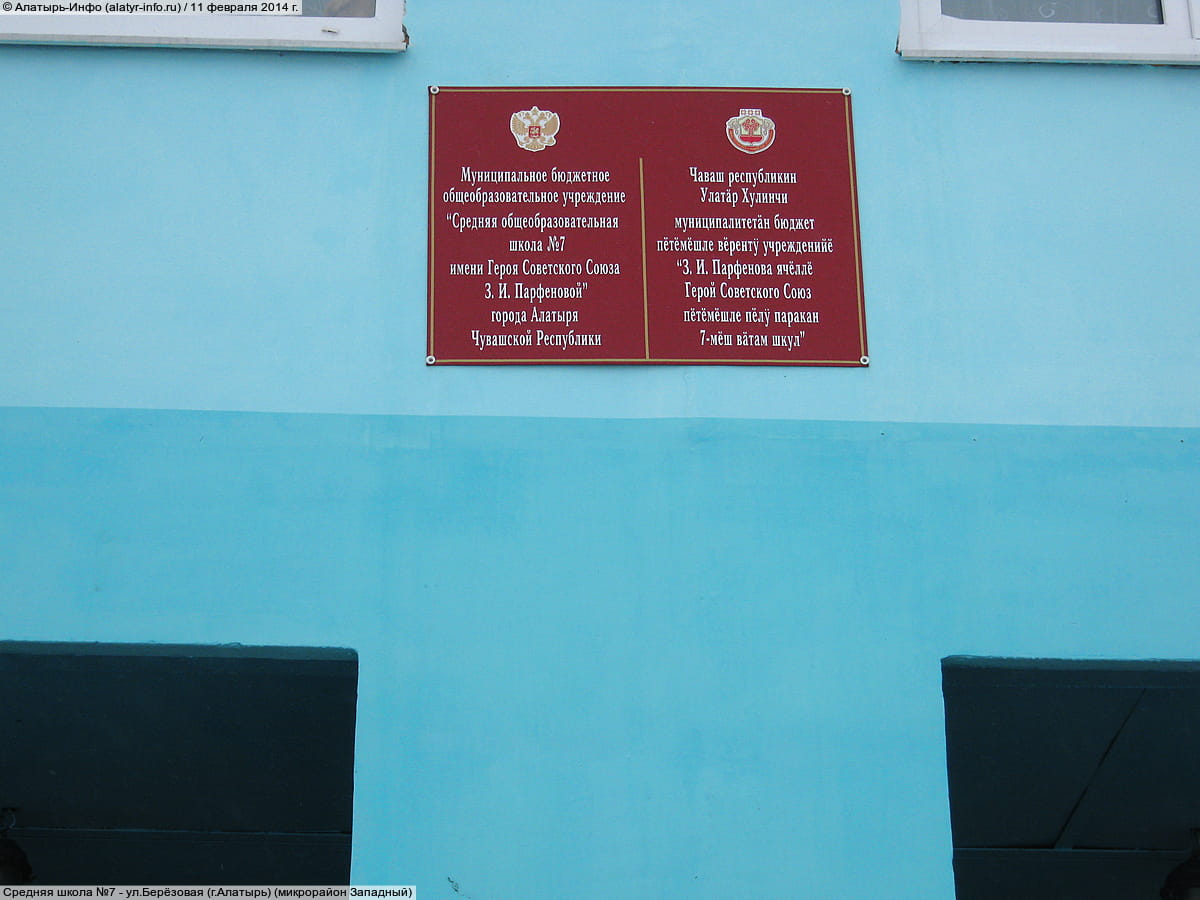 © Алатырь-Инфо (alatyr-info.ru) / 11 февраля 2014 г.
Муниципальное бюджетное
общеобразовательное учреждение
“Средняя общеобразовательная
школа №7
имени Героя Советского Союза
З. И. Парфеновой”
города Алатыря
Чувашской Республики
Чаваш республикин
Улатӑр Хулинчи
муниципалитетӑн бюджет
пӗтӗмӗшле вӗрентӳ учрежденийӗ
“З. И. Парфенова ячӗллӗ
Герой Советского Союз
пӗтӗмӗшле пӗлӳ паракан
7-мӗш вӑтам шкул”
Средняя школа №7 - ул.Берёзовая (г.Алатырь) (микрорайон Западный)